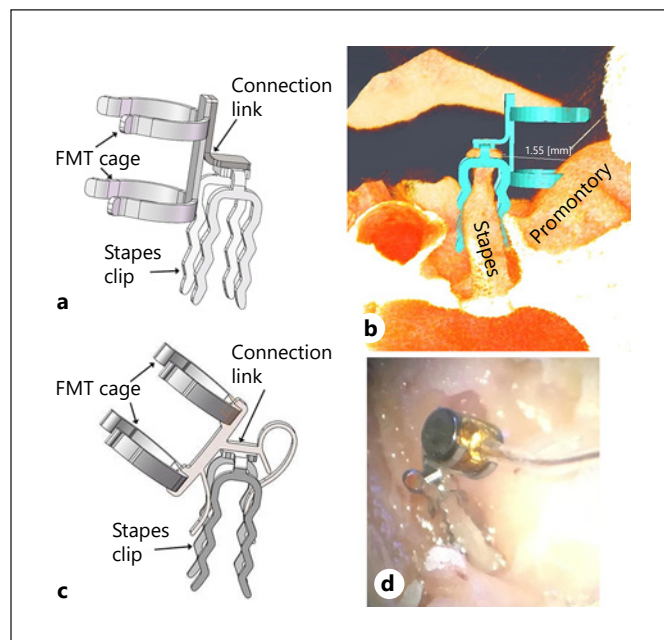 Connection
link
FMT cage
Stapes
clip
a
1.55 [mm]
Promontory
Stapes
b
Connection
link
FMT cage
Stapes
clip
c
d